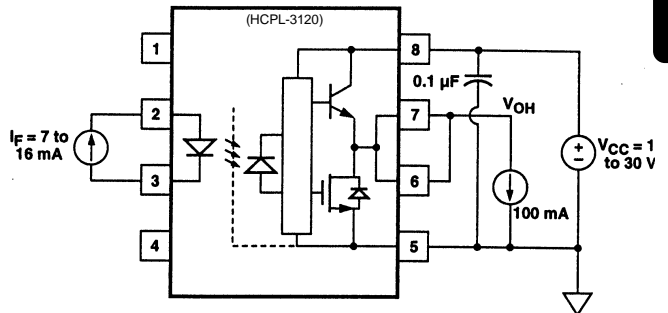 (HCPL-3120)
1
8
0.1 µF
I_F = 7 to
16 mA
2
7
V_OH
3
6
V_CC = 1
to 30 V
100 mA
4
5